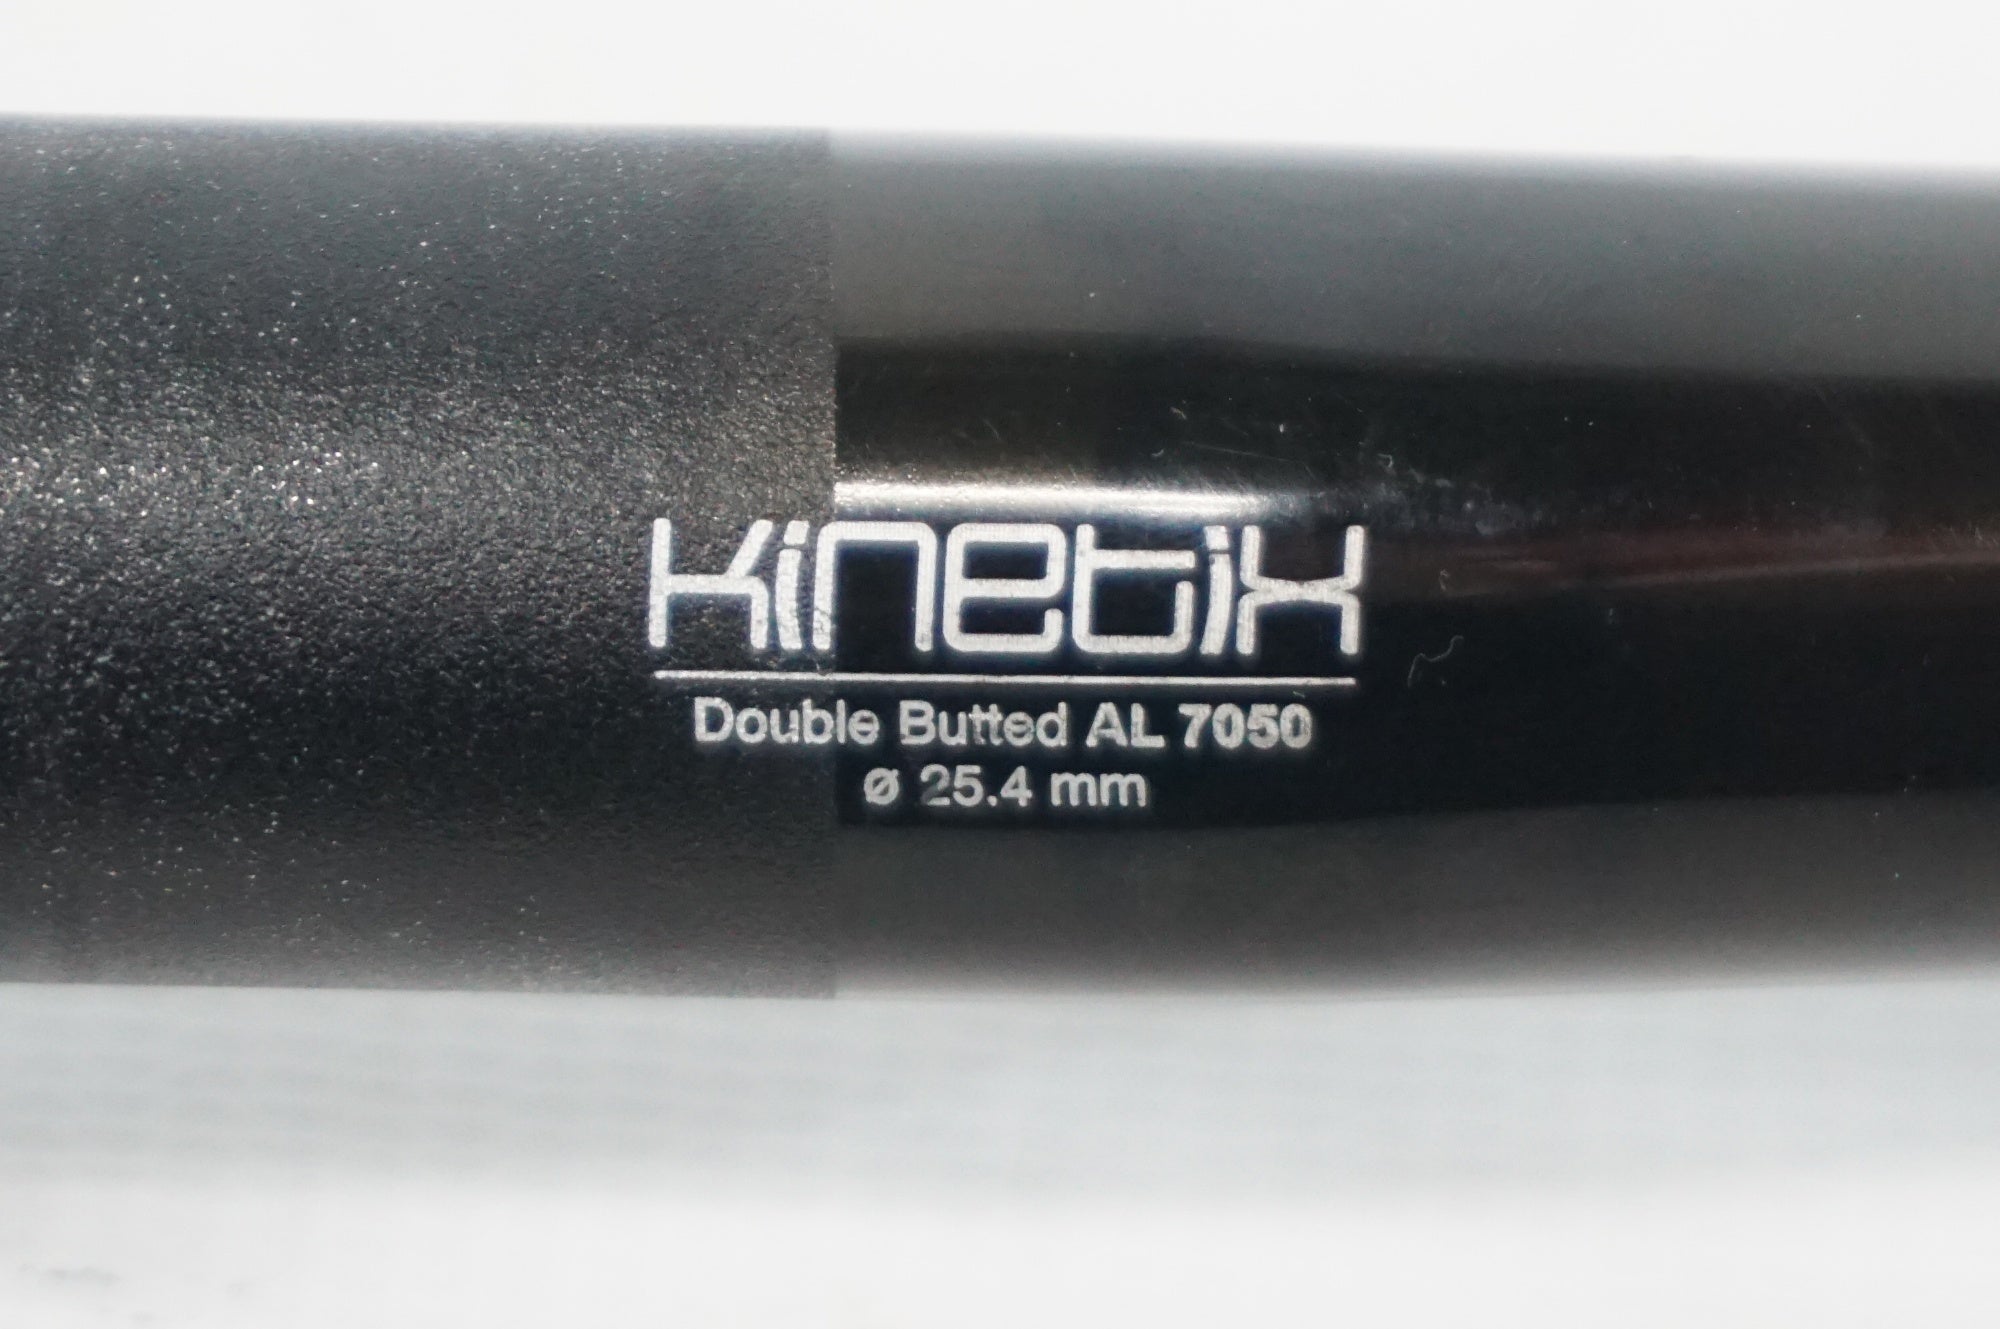 kinetix
Double Butted AL 7050
ø 25.4 mm